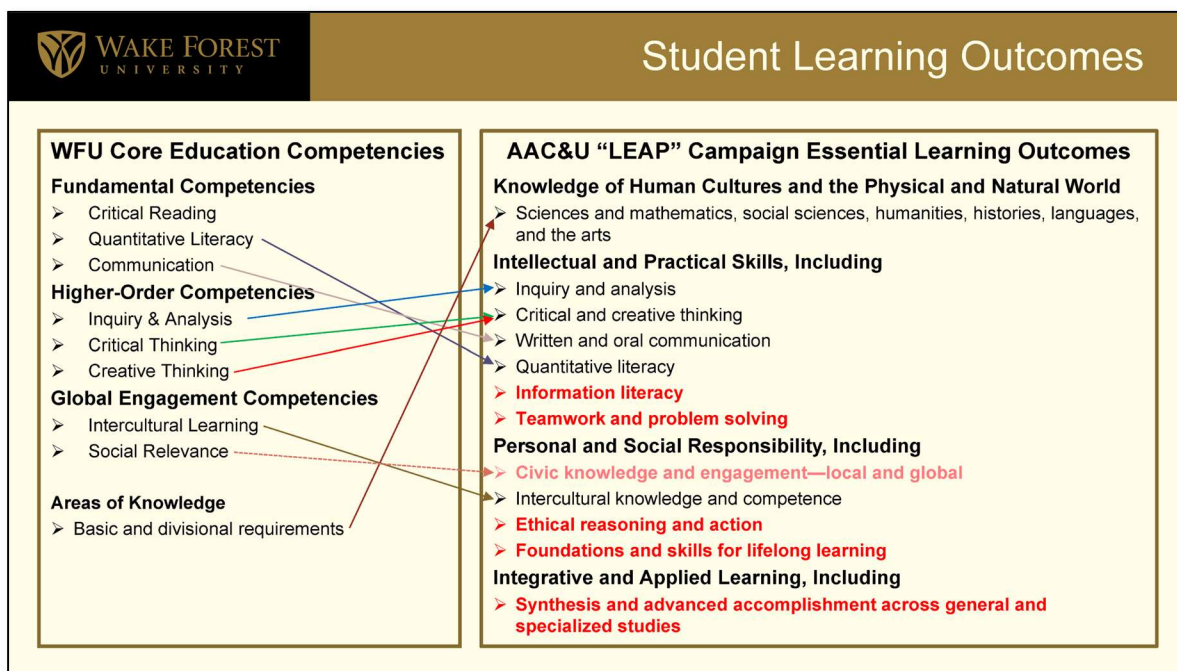 WAKE FOREST
UNIVERSITY
Student Learning Outcomes
WFU Core Education Competencies
Fundamental Competencies
➢ Critical Reading
➢ Quantitative Literacy
➢ Communication
Higher-Order Competencies
➢ Inquiry & Analysis
➢ Critical Thinking
➢ Creative Thinking
Global Engagement Competencies
➢ Intercultural Learning
➢ Social Relevance
Areas of Knowledge
➢ Basic and divisional requirements
AAC&U “LEAP” Campaign Essential Learning Outcomes
Knowledge of Human Cultures and the Physical and Natural World
➢ Sciences and mathematics, social sciences, humanities, histories, languages,
and the arts
Intellectual and Practical Skills, Including
➢ Inquiry and analysis
➢ Critical and creative thinking
➢ Written and oral communication
➢ Quantitative literacy
➢ Information literacy
➢ Teamwork and problem solving
Personal and Social Responsibility, Including
➢ Civic knowledge and engagement—local and global
➢ Intercultural knowledge and competence
➢ Ethical reasoning and action
➢ Foundations and skills for lifelong learning
Integrative and Applied Learning, Including
➢ Synthesis and advanced accomplishment across general and
specialized studies